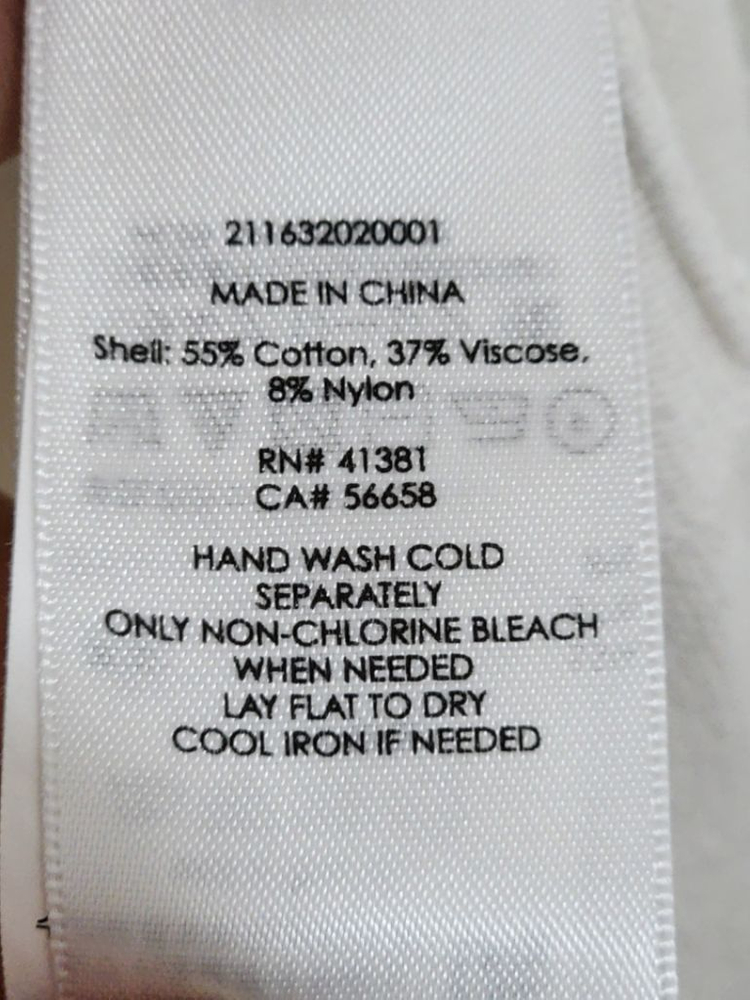 211632020001
MADE IN CHINA
Shell: 55% Cotton, 37% Viscose,
8% Nylon
RN# 41381
CA# 56658
HAND WASH COLD
SEPARATELY
ONLY NON-CHLORINE BLEACH
WHEN NEEDED
LAY FLAT TO DRY
COOL IRON IF NEEDED